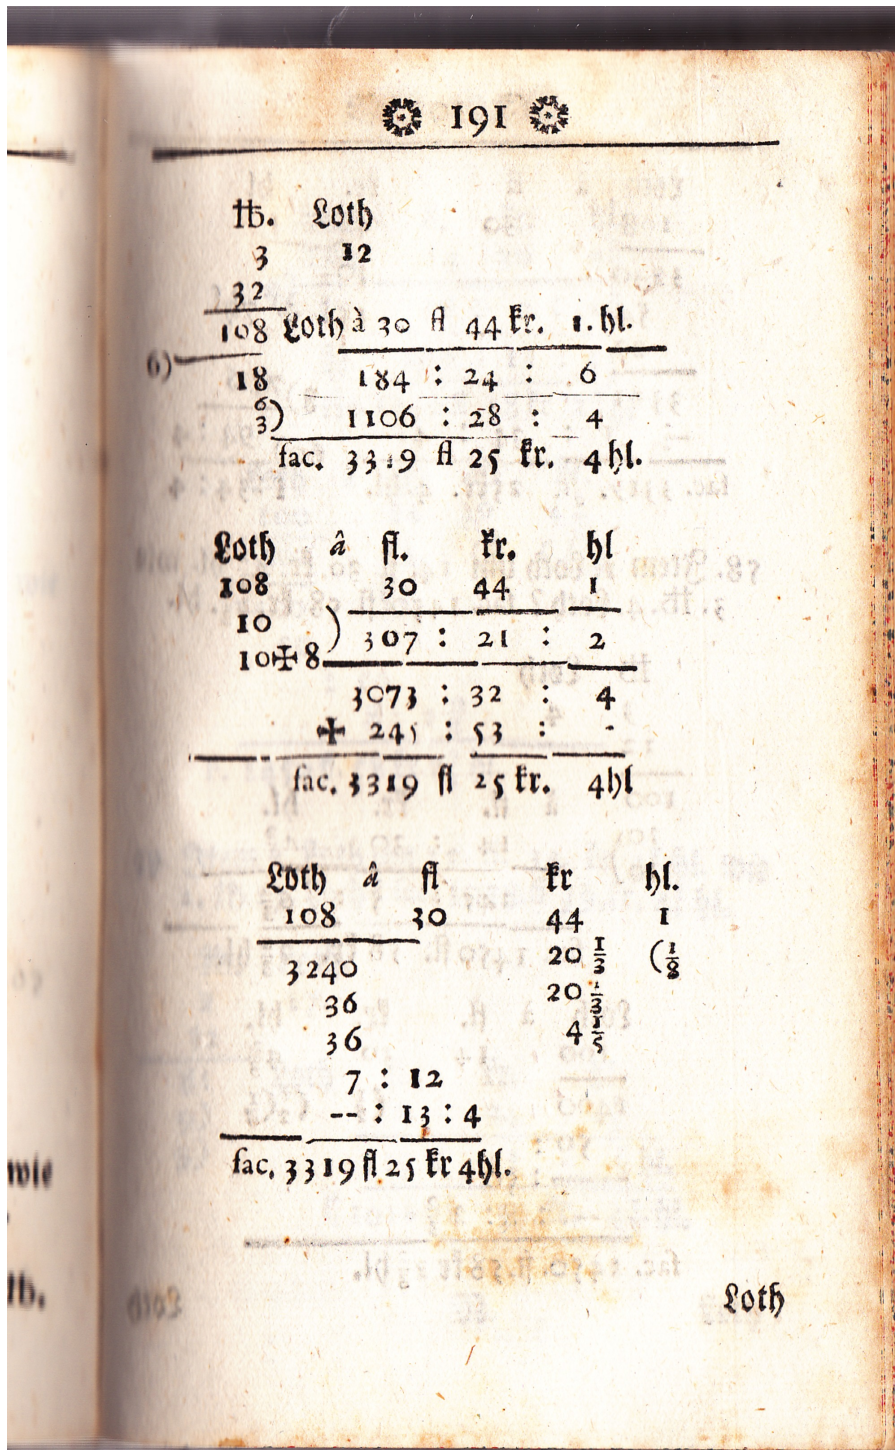 191
℔. Loth
3 12
32
108 Loth à 30 fl 44 kr. 1. hl.
6)
18 184 : 24 : 6
6
3) 1106 : 28 : 4
fac. 3319 fl 25 kr. 4 hl.
Loth â fl. kr. hl
108 30 44 1
10 ) 307 : 21 : 2
10✠8
3073 : 32 : 4
✠ 245 : 53 : -
fac. 3319 fl 25 kr. 4hl
Loth â fl kr hl.
108 30 44 1
3240 20 1/3 (1/8
36 20 1/3
36 4 1/5
7 : 12
-- : 13 : 4
fac. 3319 fl 25 kr 4hl.
Loth
wie
℔.